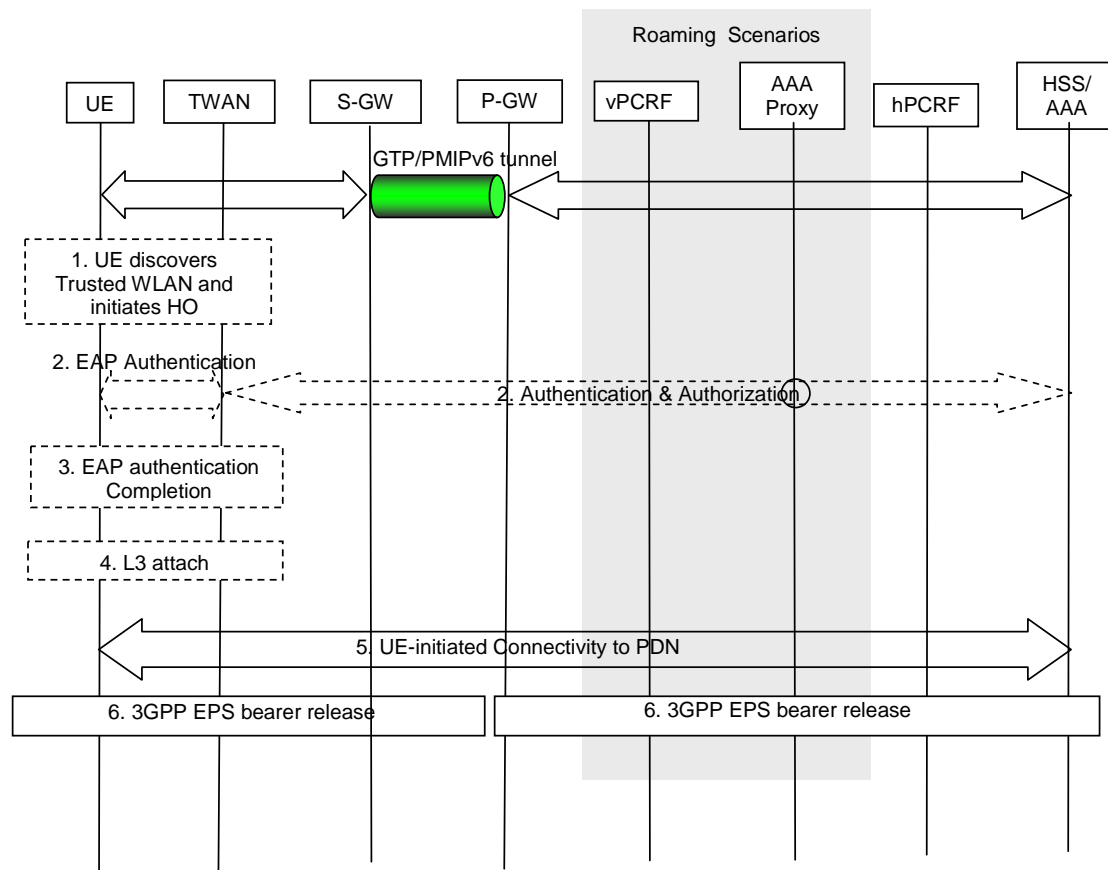 Roaming Scenarios
UE
TWAN
S-GW
P-GW
vPCRF
AAA
Proxy
hPCRF
HSS/
AAA
GTP/PMIPv6 tunnel
1. UE discovers
Trusted WLAN and
initiates HO
2. EAP Authentication
2. Authentication & Authorization
3. EAP authentication
Completion
4. L3 attach
5. UE-initiated Connectivity to PDN
6. 3GPP EPS bearer release
6. 3GPP EPS bearer release